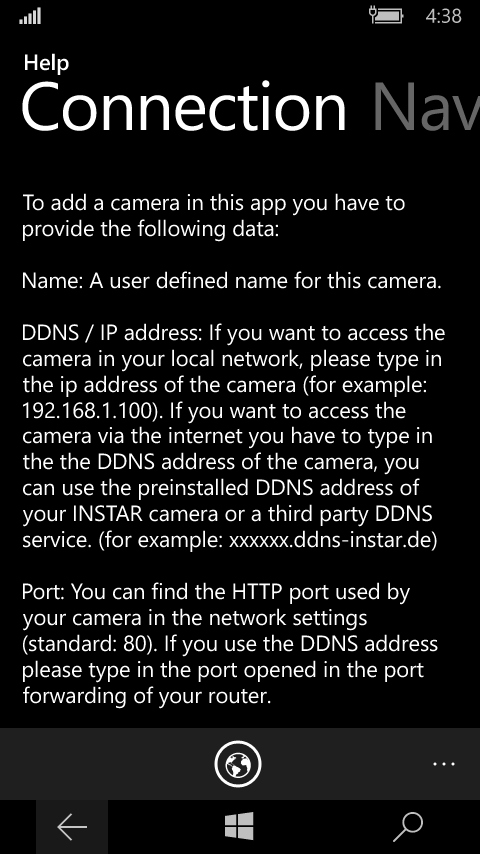 4:38
Help
Connection Nav
To add a camera in this app you have to
provide the following data:
Name: A user defined name for this camera.
DDNS / IP address: If you want to access the
camera in your local network, please type in
the ip address of the camera (for example:
192.168.1.100). If you want to access the
camera via the internet you have to type in
the the DDNS address of the camera, you
can use the preinstalled DDNS address of
your INSTAR camera or a third party DDNS
service. (for example: xxxxxx.ddns-instar.de)
Port: You can find the HTTP port used by
your camera in the network settings
(standard: 80). If you use the DDNS address
please type in the port opened in the port
forwarding of your router.